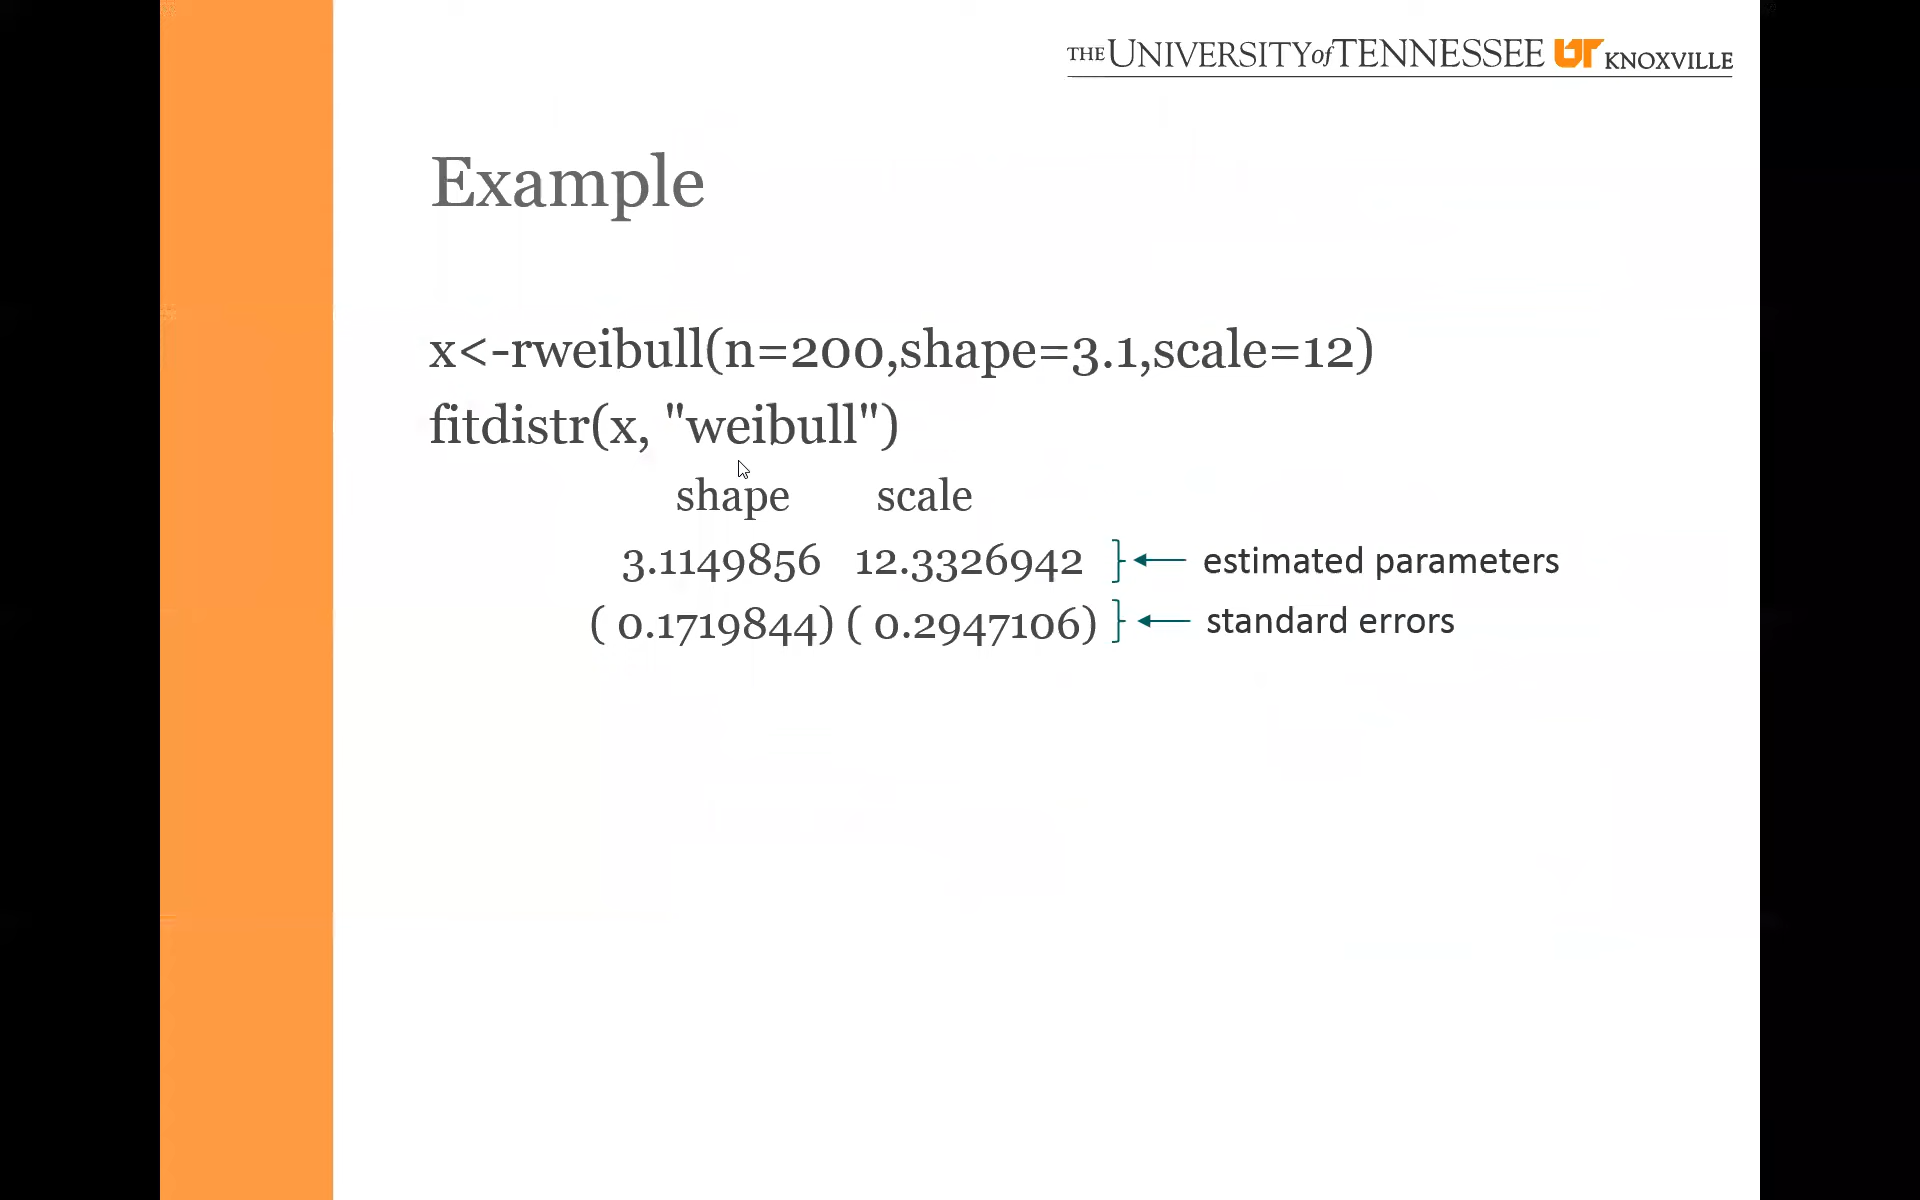 THE UNIVERSITY of TENNESSEE UT KNOXVILLE
Example
x<-rweibull(n=200,shape=3.1,scale=12)
fitdistr(x, "weibull")
shape scale
3.1149856 12.3326942 } estimated parameters
( 0.1719844) ( 0.2947106) } standard errors